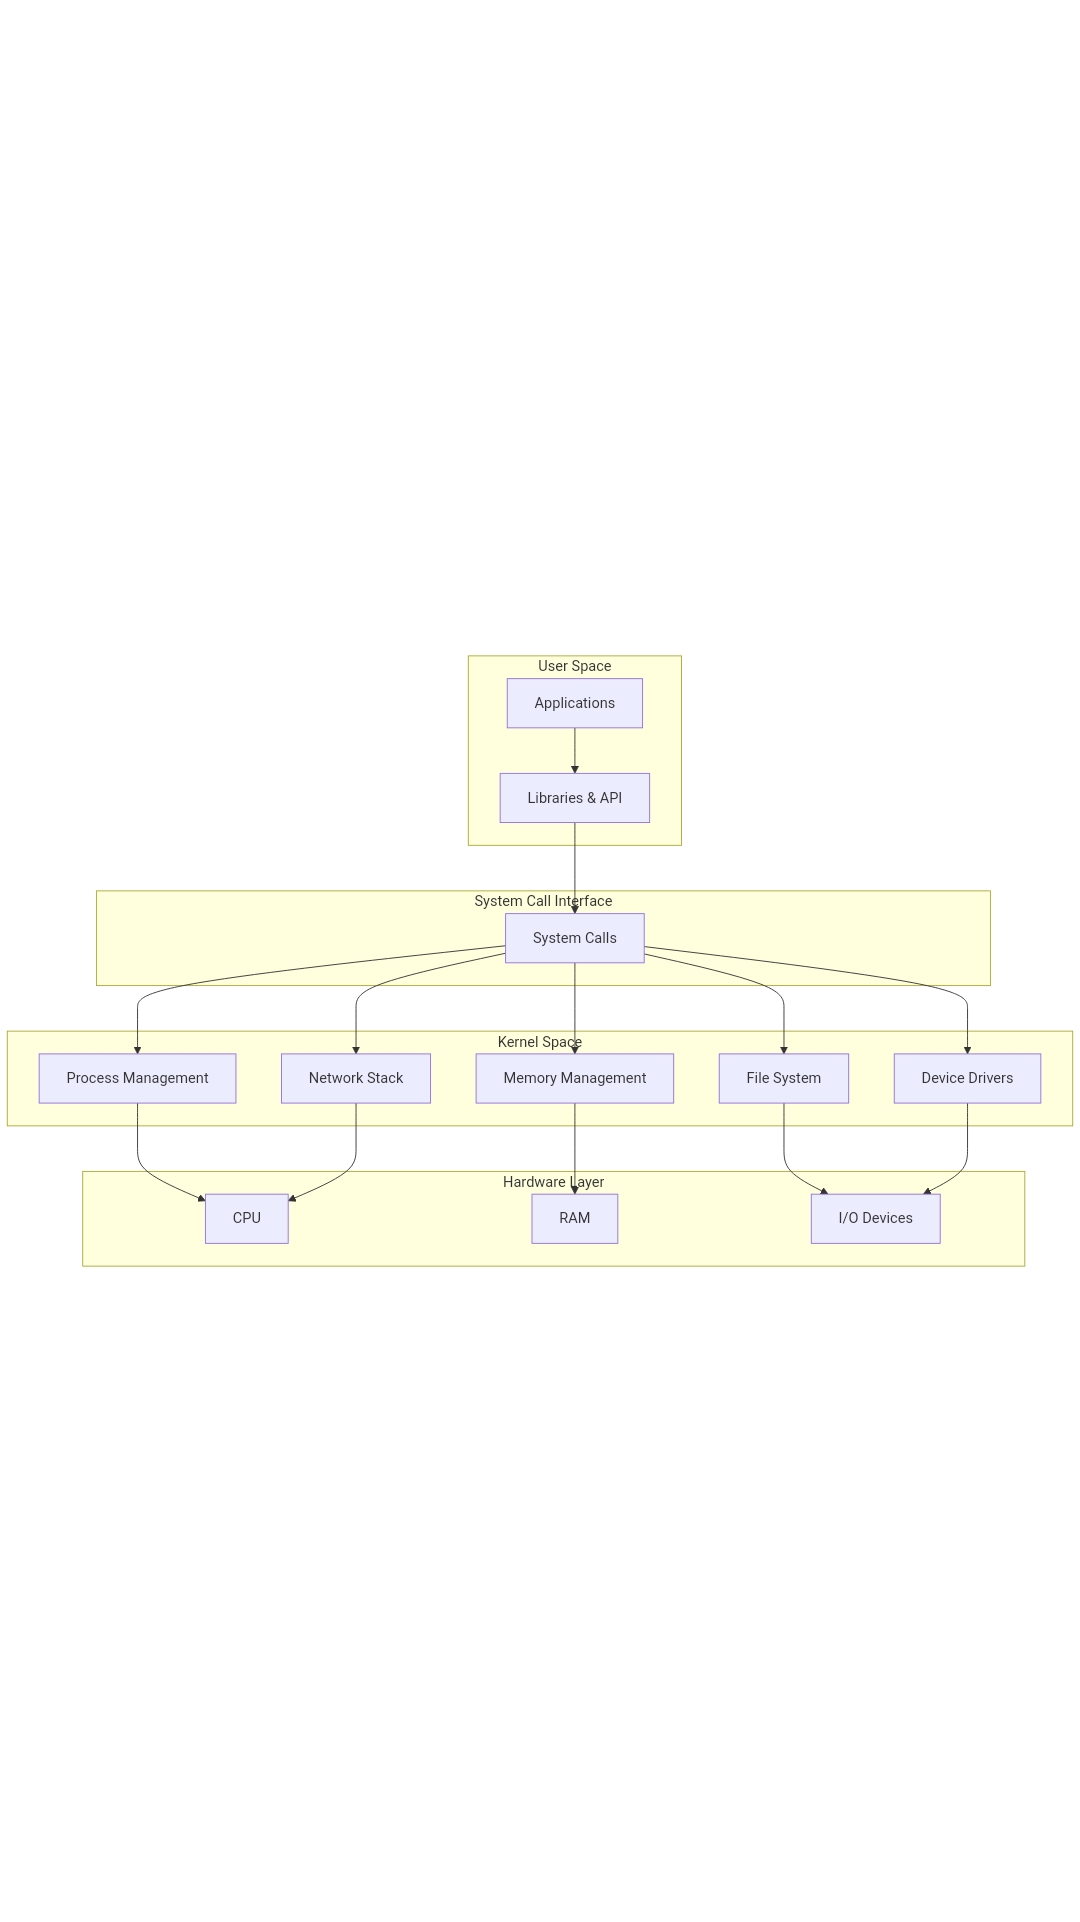 User Space
Applications
Libraries & API
System Call Interface
System Calls
Kernel Space
Process Management
Network Stack
Memory Management
File System
Device Drivers
Hardware Layer
CPU
RAM
I/O Devices